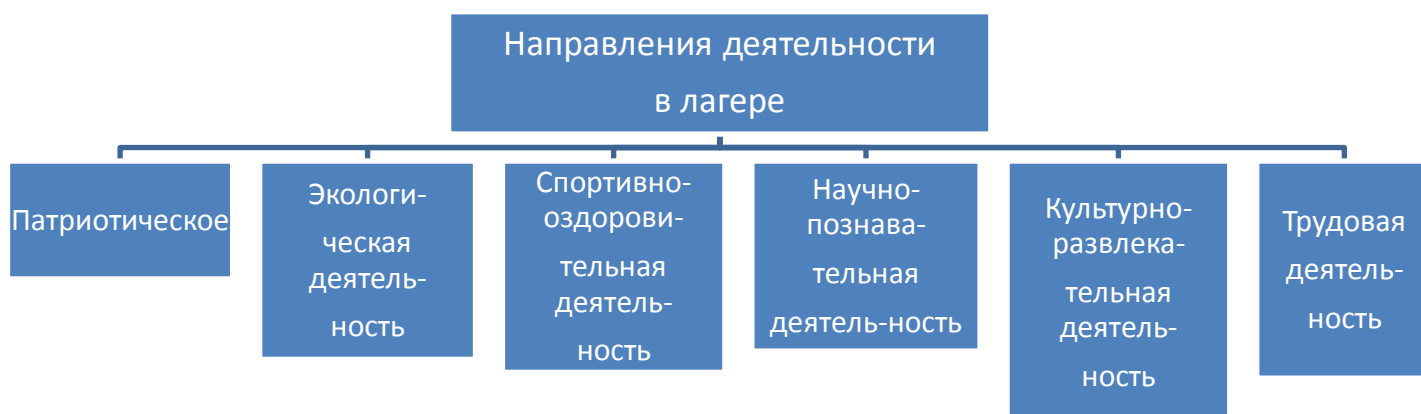 Направления деятельности
в лагере
Патриотическое
Экологи-
ческая
деятель-
ность
Спортивно-
оздорови-
тельная
деятель-
ность
Научно-
познава-
тельная
деятель-ность
Культурно-
развлека-
тельная
деятель-
ность
Трудовая
деятель-
ность